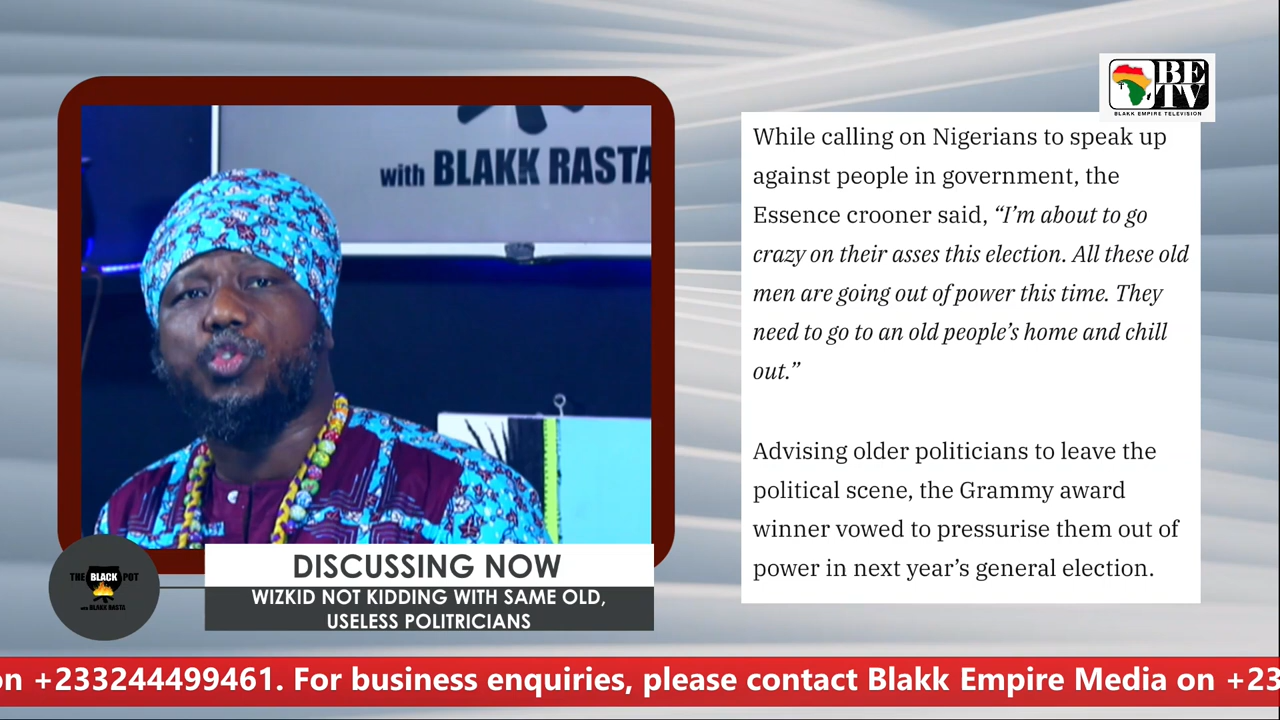 with BLAKK RASTA
BE
TV
BLAKK EMPIRE TELEVISION
While calling on Nigerians to speak up
against people in government, the
Essence crooner said, “I’m about to go
crazy on their asses this election. All these old
men are going out of power this time. They
need to go to an old people’s home and chill
out.”
Advising older politicians to leave the
political scene, the Grammy award
winner vowed to pressurise them out of
power in next year’s general election.
THE BLACK POT
with BLAKK RASTA
DISCUSSING NOW
WIZKID NOT KIDDING WITH SAME OLD,
USELESS POLITRICIANS
on +233244499461. For business enquiries, please contact Blakk Empire Media on +23